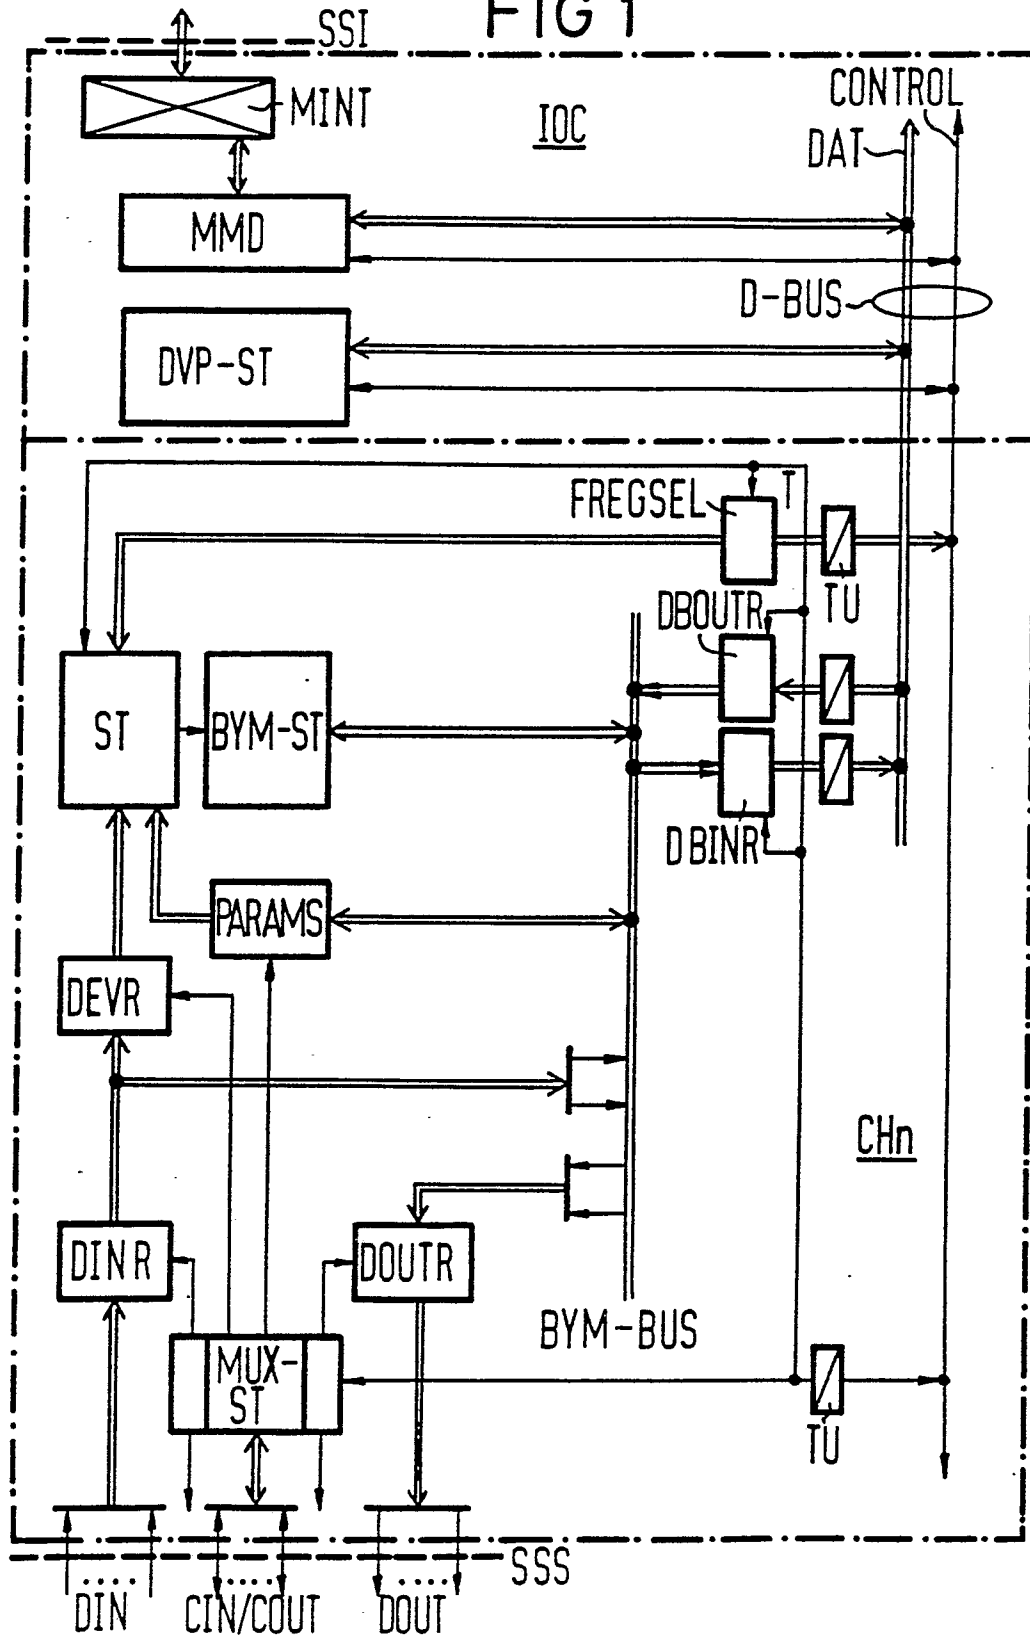 FIG 1
SSI
MINT
IOC
CONTROL
DAT
MMD
D-BUS
DVP-ST
FREGSEL
T
TU
DBOUTR
ST
BYM-ST
DBINR
PARAMS
DEVR
CHn
DINR
DOUTR
BYM-BUS
MUX-
ST
TU
SSS
DIN
CIN/COUT
DOUT